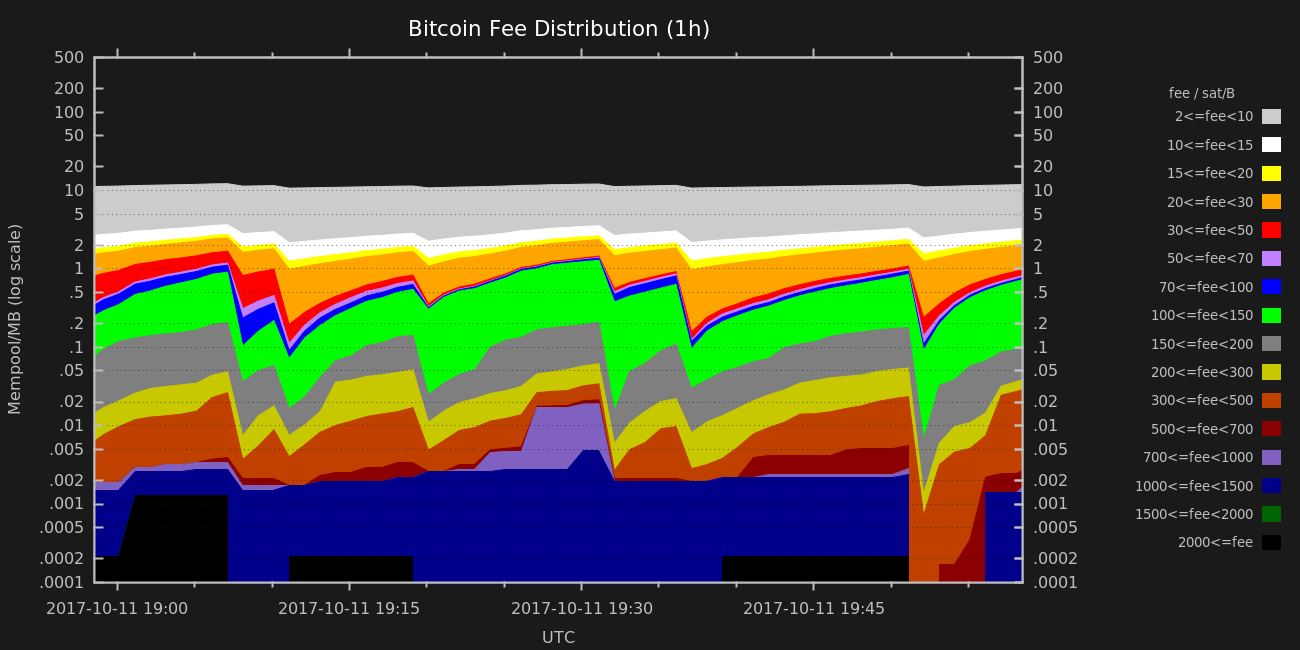 Bitcoin Fee Distribution (1h)
Mempool/MB (log scale)
500
200
100
50
20
10
5
2
1
.5
.2
.1
.05
.02
.01
.005
.002
.001
.0005
.0002
.0001
500
200
100
50
20
10
5
2
1
.5
.2
.1
.05
.02
.01
.005
.002
.001
.0005
.0002
.0001
2017-10-11 19:00 2017-10-11 19:15 2017-10-11 19:30 2017-10-11 19:45
UTC
fee / sat/B
2<=fee<10
10<=fee<15
15<=fee<20
20<=fee<30
30<=fee<50
50<=fee<70
70<=fee<100
100<=fee<150
150<=fee<200
200<=fee<300
300<=fee<500
500<=fee<700
700<=fee<1000
1000<=fee<1500
1500<=fee<2000
2000<=fee